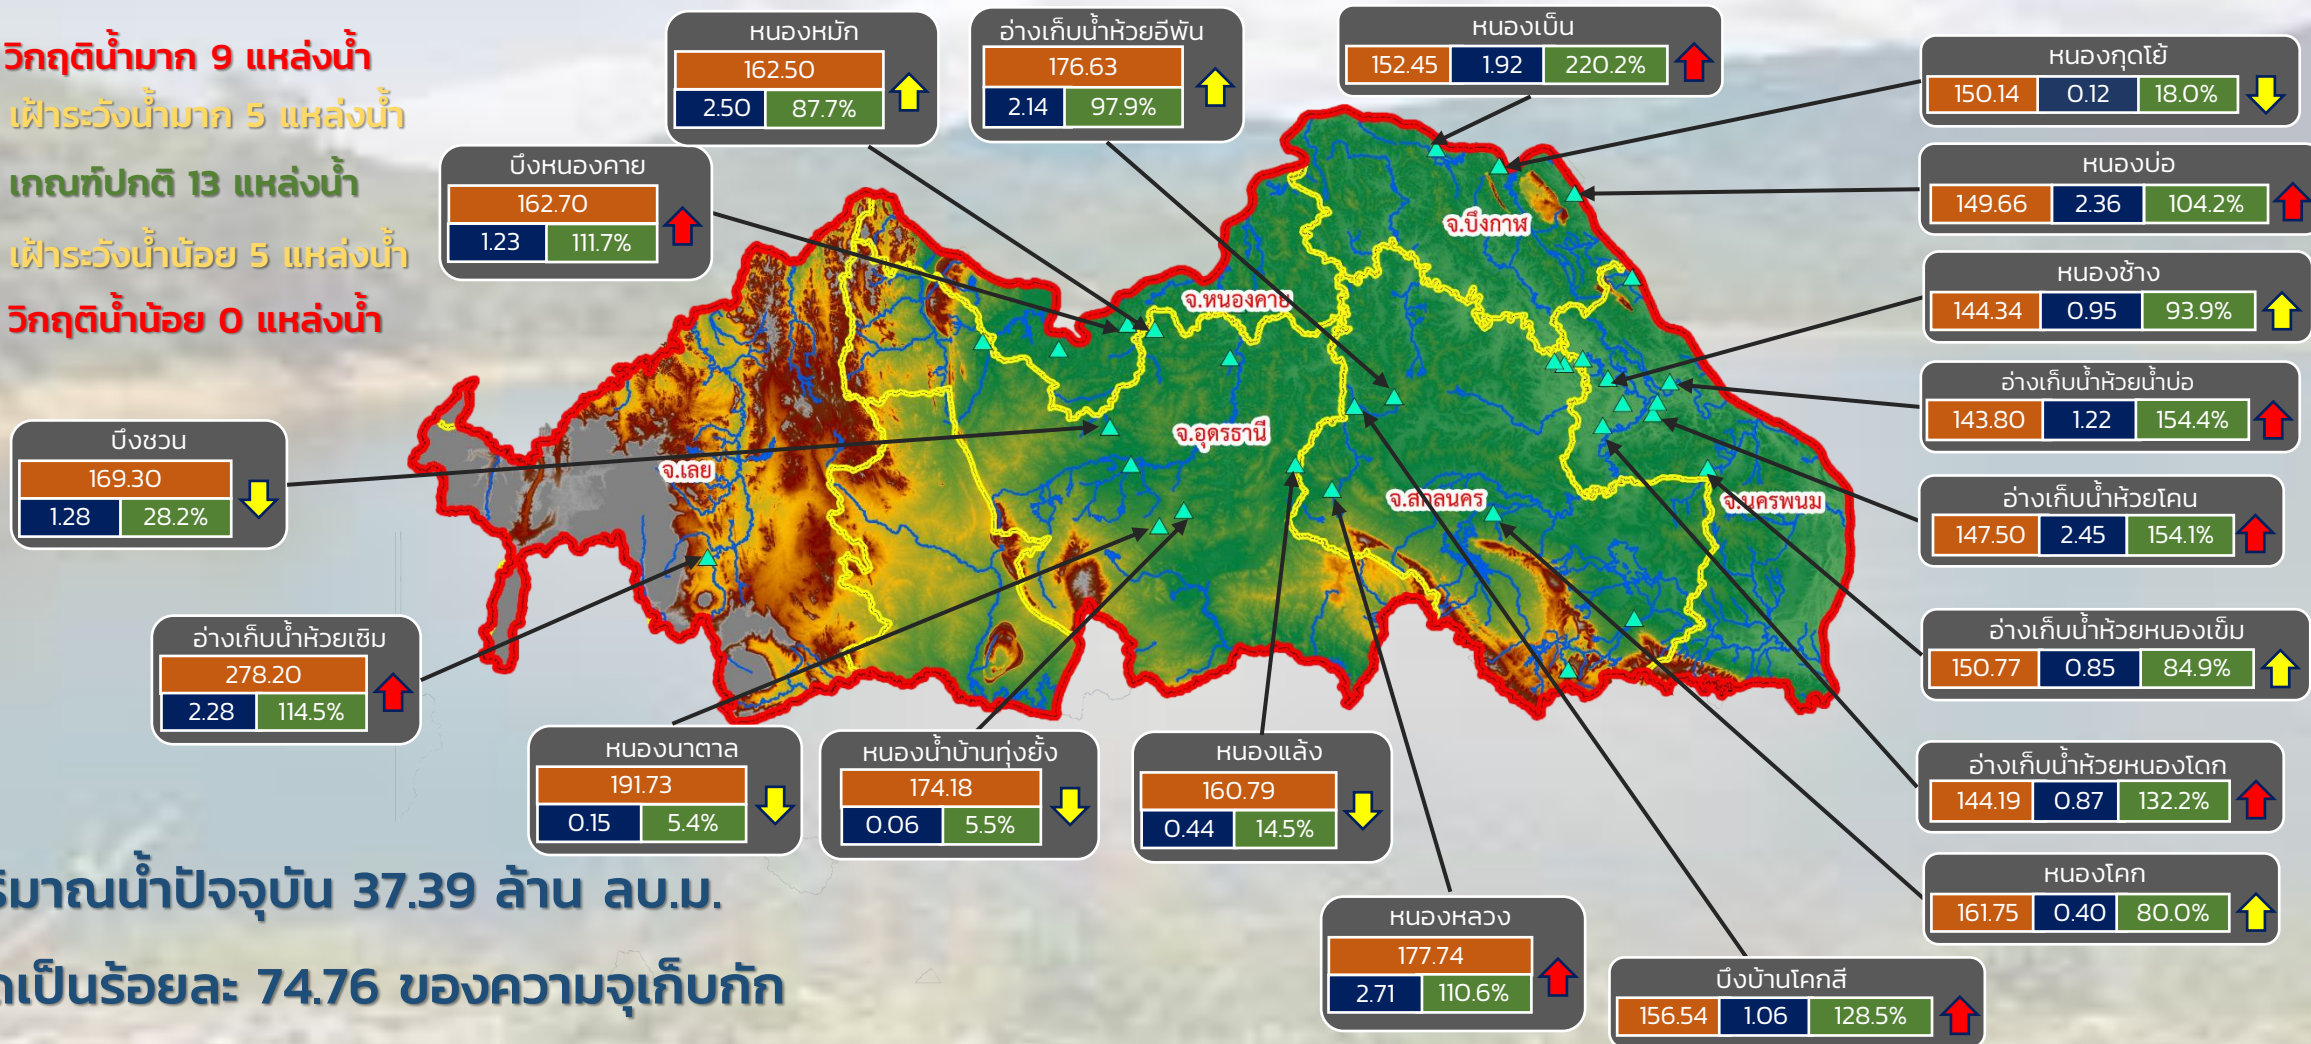 วิกฤติน้ำมาก 9 แหล่งน้ำ
เฝ้าระวังน้ำมาก 5 แหล่งน้ำ
เกณฑ์ปกติ 13 แหล่งน้ำ
เฝ้าระวังน้ำน้อย 5 แหล่งน้ำ
วิกฤติน้ำน้อย 0 แหล่งน้ำ
หนองหมัก
162.50
2.50 87.7%
อ่างเก็บน้ำห้วยอีพัน
176.63
2.14 97.9%
หนองเบ็น
152.45 1.92 220.2%
หนองกุดโย้
150.14 0.12 18.0%
บึงหนองคาย
162.70
1.23 111.7%
หนองบ่อ
149.66 2.36 104.2%
หนองช้าง
144.34 0.95 93.9%
อ่างเก็บน้ำห้วยน้ำบ่อ
143.80 1.22 154.4%
บึงชวน
169.30
1.28 28.2%
อ่างเก็บน้ำห้วยโคน
147.50 2.45 154.1%
จ.บึงกาฬ
จ.หนองคาย
จ.อุดรธานี
จ.เลย
จ.สกลนคร
จ.นครพนม
อ่างเก็บน้ำห้วยเซิม
278.20
2.28 114.5%
อ่างเก็บน้ำห้วยหนองเข็ม
150.77 0.85 84.9%
หนองนาตาล
191.73
0.15 5.4%
หนองน้ำบ้านทุ่งยั้ง
174.18
0.06 5.5%
หนองแล้ง
160.79
0.44 14.5%
อ่างเก็บน้ำห้วยหนองโดก
144.19 0.87 132.2%
หนองโคก
161.75 0.40 80.0%
หนองหลวง
177.74
2.71 110.6%
บึงบ้านโคกสี
156.54 1.06 128.5%
ริมาณน้ำปัจจุบัน 37.39 ล้าน ลบ.ม.
ดเป็นร้อยละ 74.76 ของความจุเก็บกัก